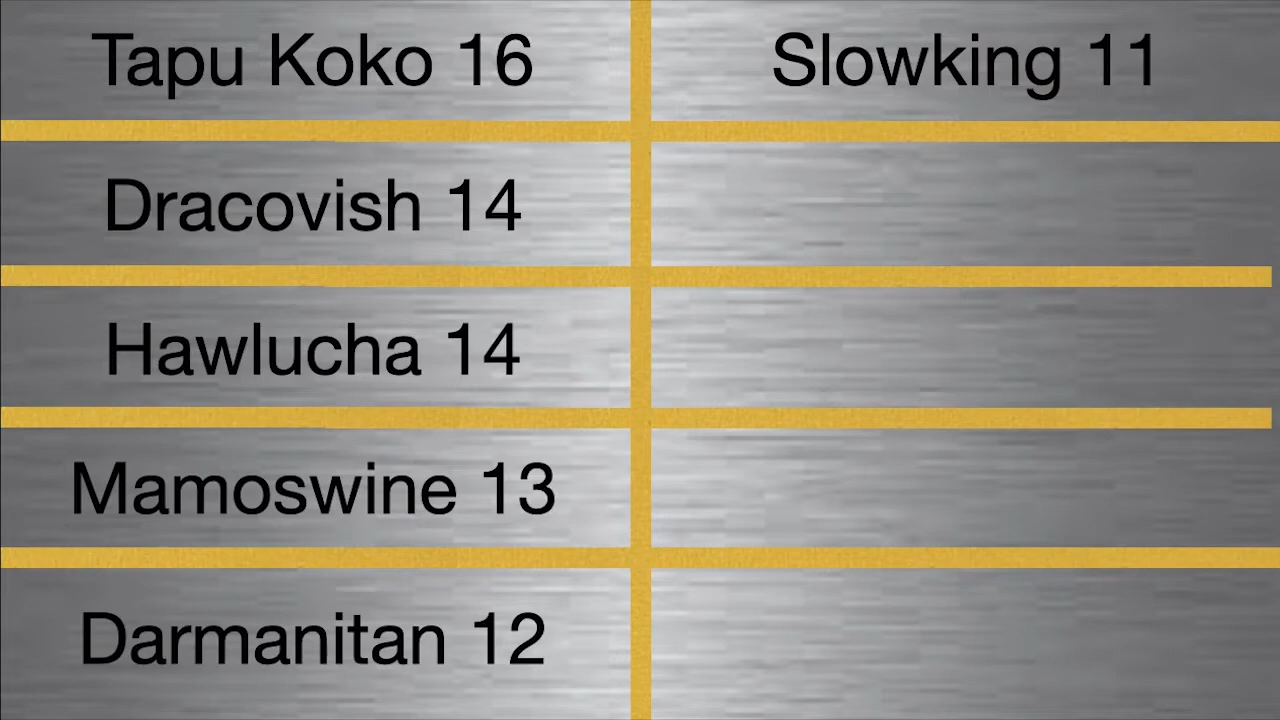 Tapu Koko 16
Slowking 11
Dracovish 14
Hawlucha 14
Mamoswine 13
Darmanitan 12